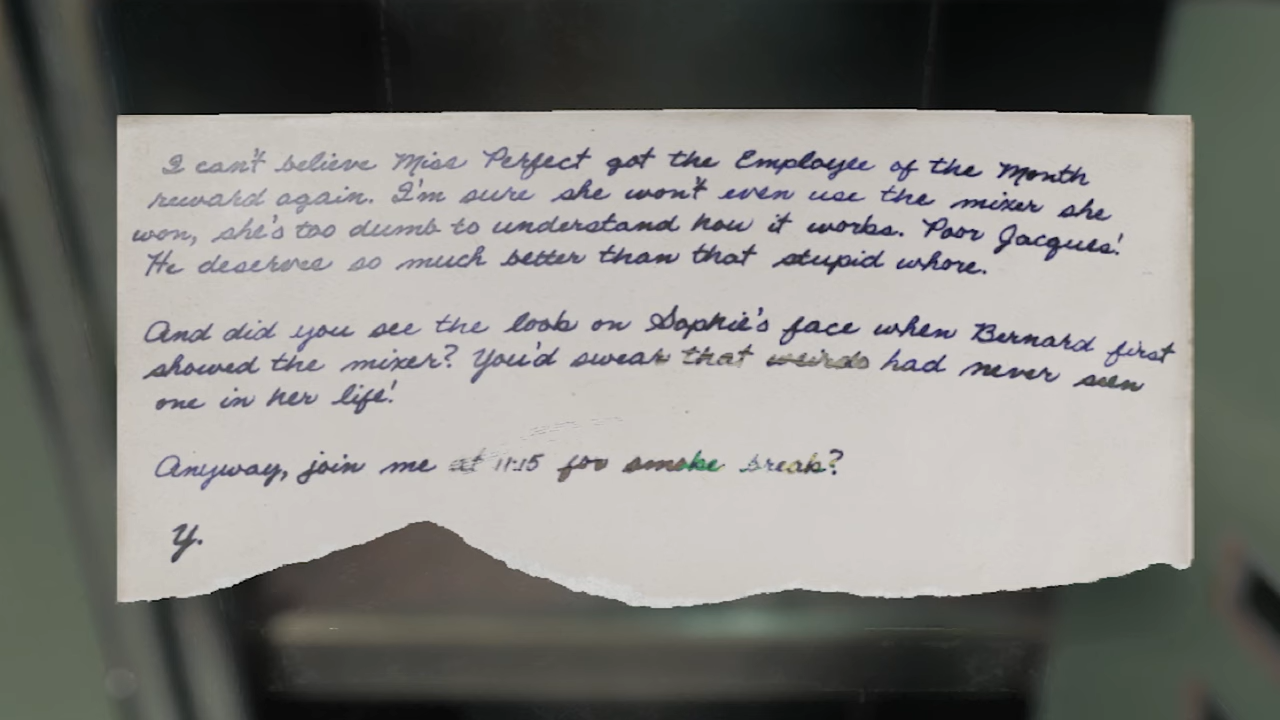 I can't believe Miss Perfect got the Employee of the Month
reward again. I'm sure she won't even use the mixer she
won, she's too dumb to understand how it works. Poor Jacques!
He deserves so much better than that stupid whore.
And did you see the look on Sophie's face when Bernard first
showed the mixer? You'd swear that weirdo had never seen
one in her life!
Anyway, join me at 11:15 for smoke break?
Y.